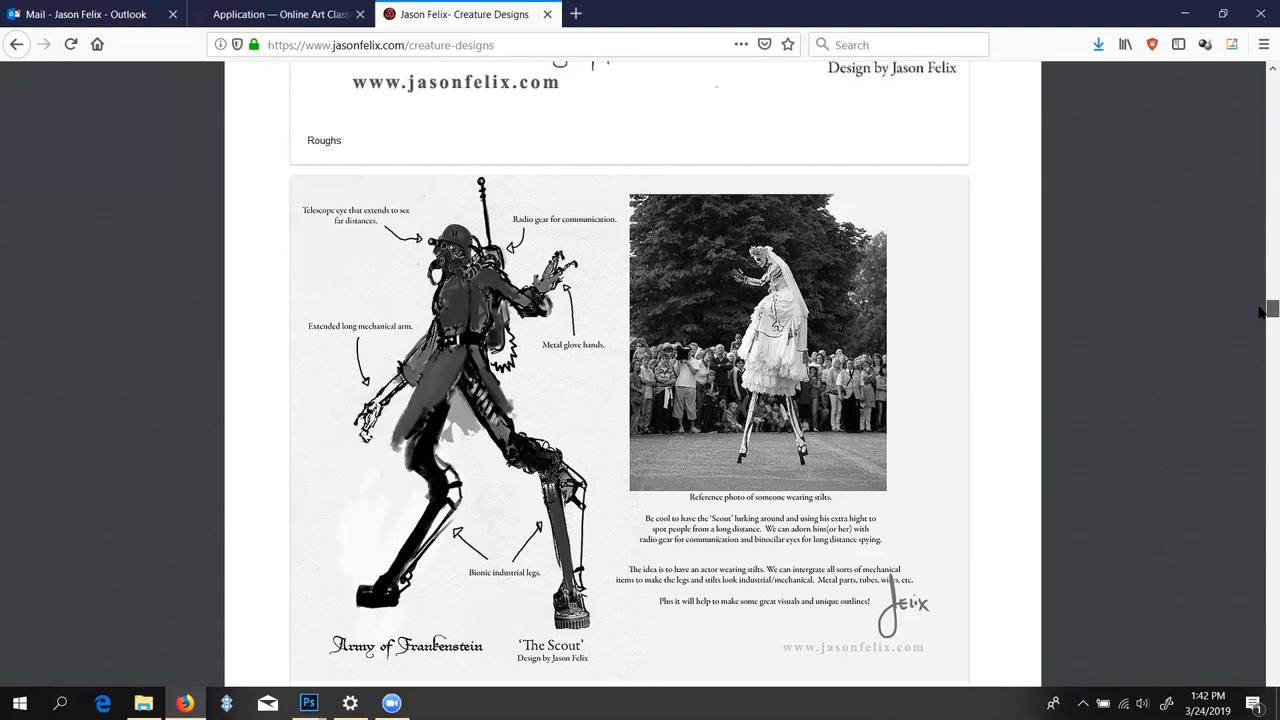 Mail - Jason Felix - Outlook
Application — Online Art Clas
Jason Felix- Creature Designs
https://www.jasonfelix.com/creature-designs
Search
www.jasonfelix.com
Design by Jason Felix
Roughs
Telescope eye that extends to see
far distances.
Radio gear for communication.
Extended long mechanical arm.
Metal glove hands.
Bionic industrial legs.
Army of Frankenstein
'The Scout'
Design by Jason Felix
Reference photo of someone wearing stilts.
Be cool to have the 'Scout' lurking around and using his extra hight to
spot people from a long distance. We can adorn him(or her) with
radio gear for communication and binocilar eyes for long distance spying.
The idea is to have an actor wearing stilts. We can intergrate all sorts of mechanical
items to make the legs and stilts look industrial/mechanical. Metal parts, tubes, wires, etc.
Plus it will help to make some great visuals and unique outlines!
Felix
www.jasonfelix.com
Ps
1:42 PM
3/24/2019
1